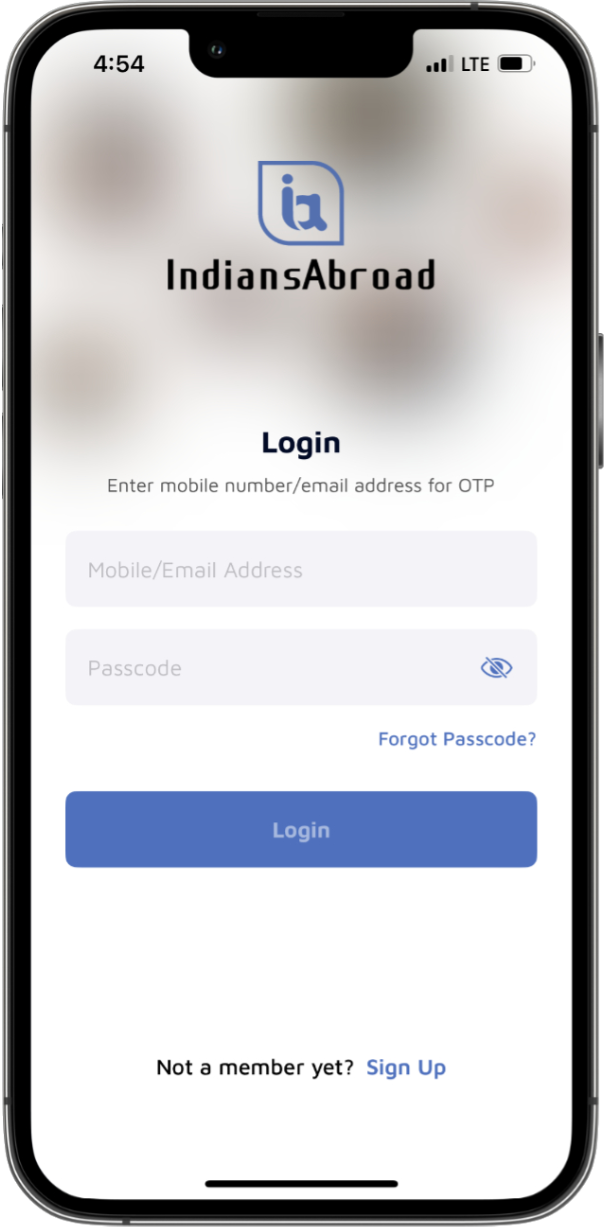 4:54 LTE
ia
IndiansAbroad
Login
Enter mobile number/email address for OTP
Mobile/Email Address
Passcode
Forgot Passcode?
Login
Not a member yet? Sign Up